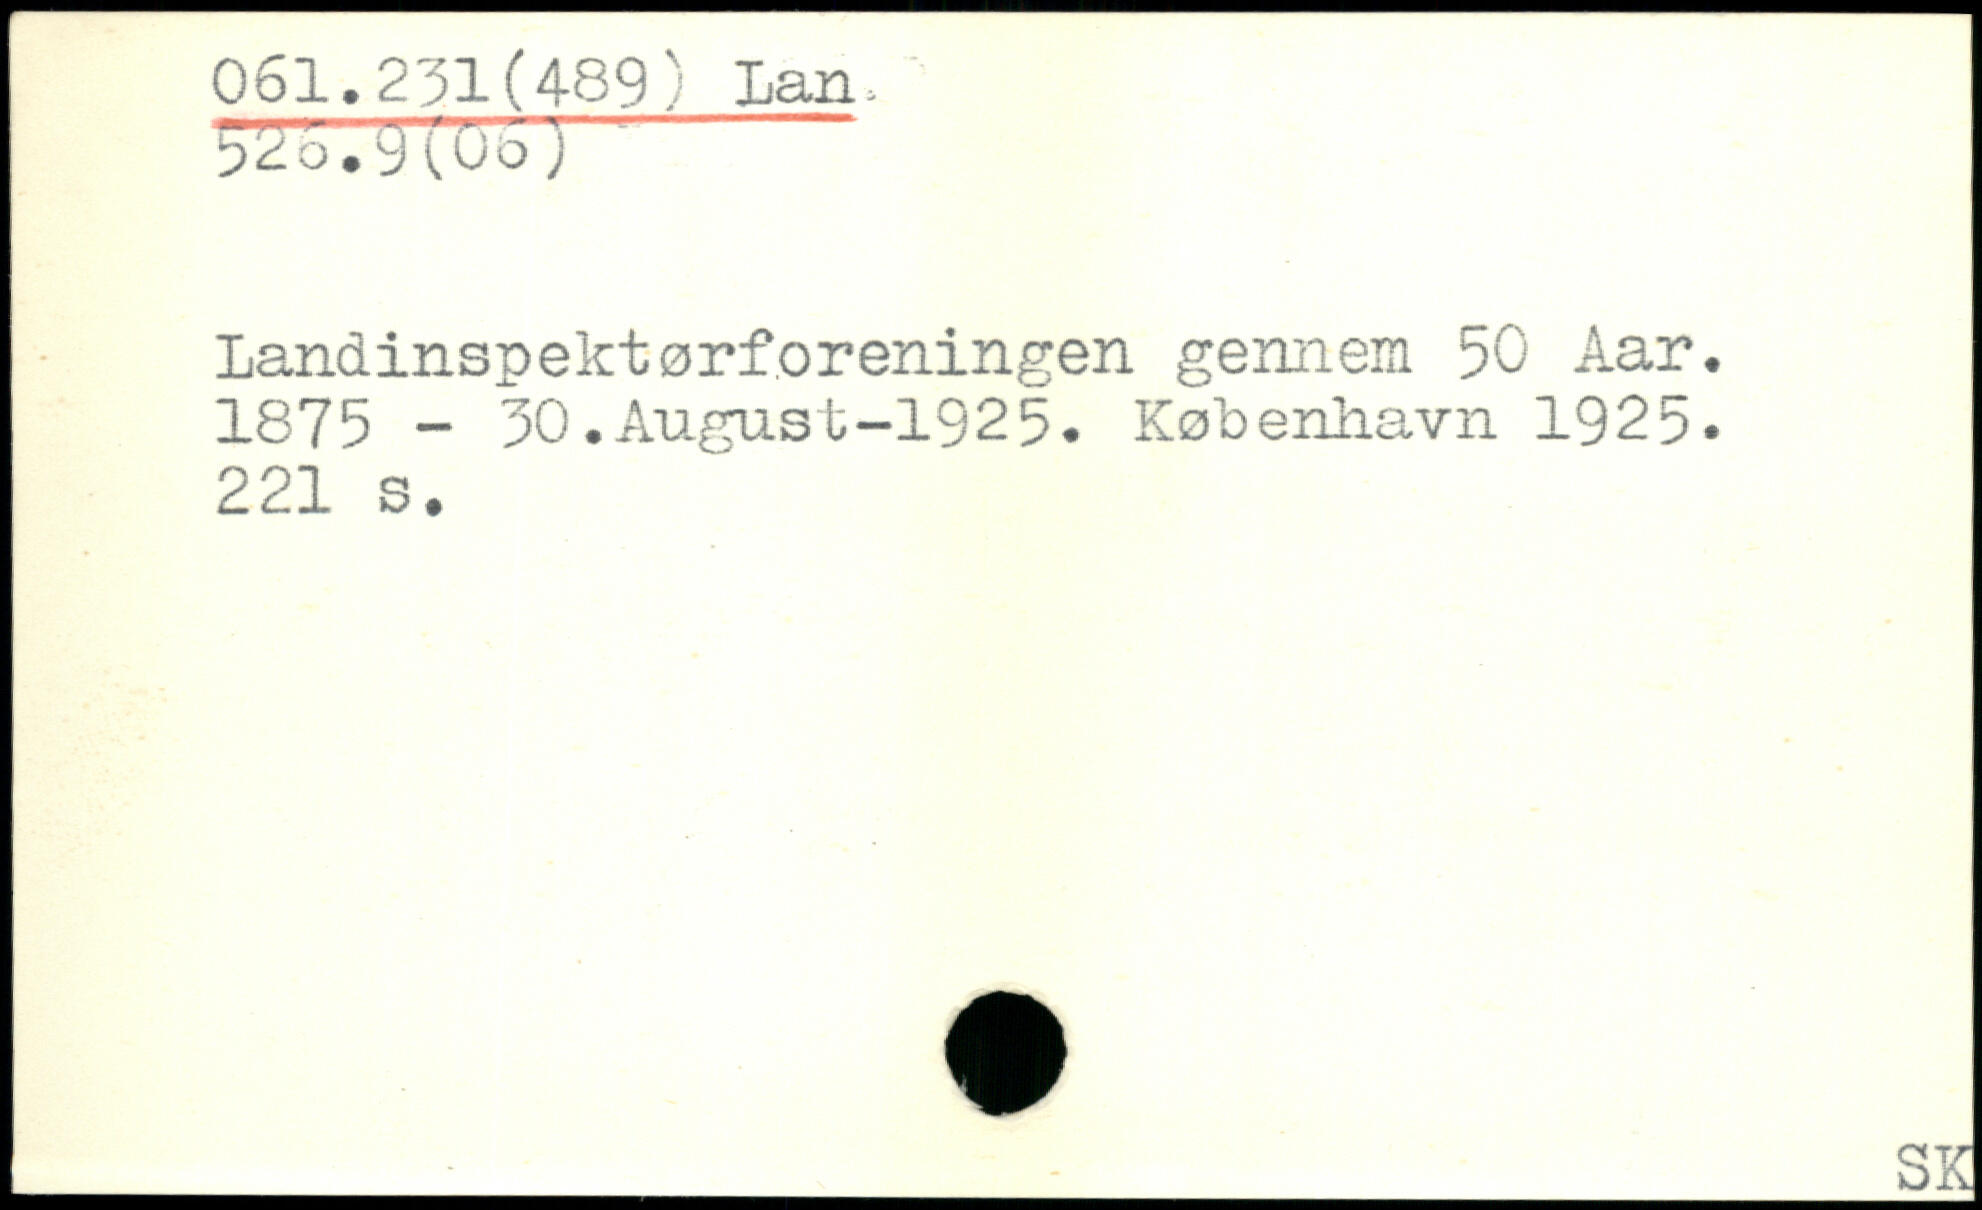 061.231(489) Lan.
526.9(06)
Landinspektørforeningen gennem 50 Aar.
1875 - 30.August-1925. København 1925.
221 s.
SK